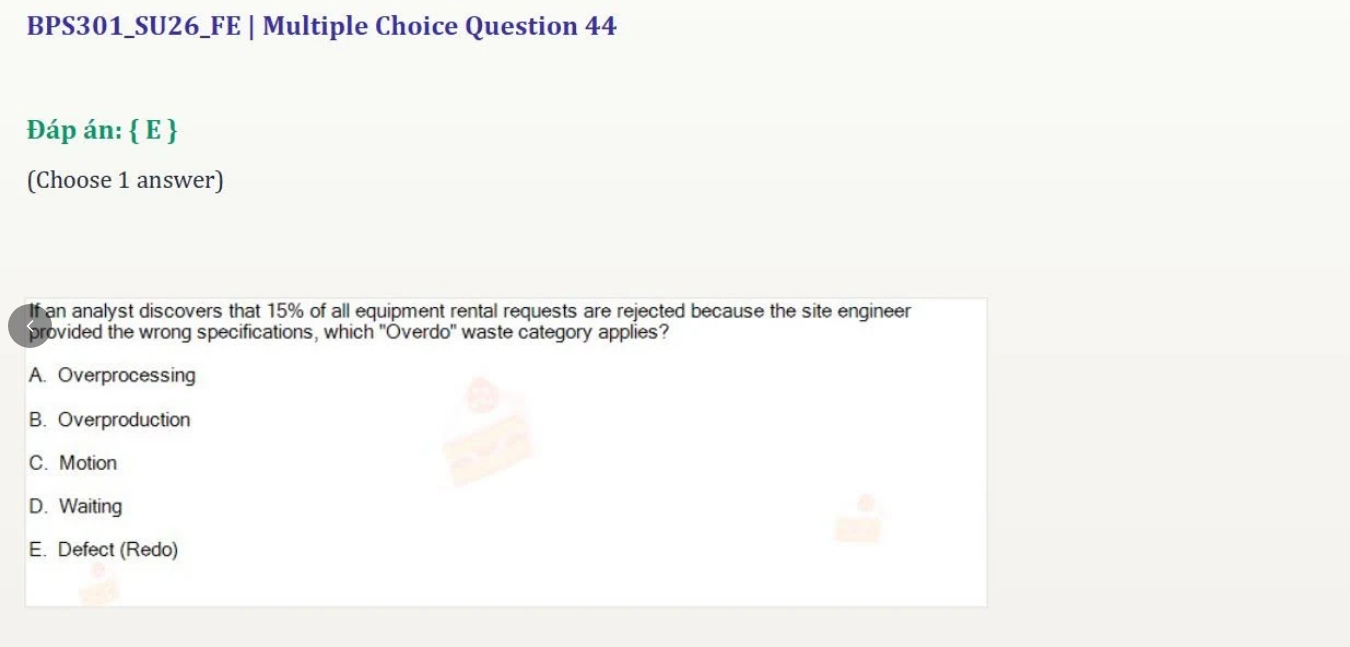 BPS301_SU26_FE | Multiple Choice Question 44
Đáp án: { E }
(Choose 1 answer)
If an analyst discovers that 15% of all equipment rental requests are rejected because the site engineer
provided the wrong specifications, which "Overdo" waste category applies?
A. Overprocessing
B. Overproduction
C. Motion
D. Waiting
E. Defect (Redo)